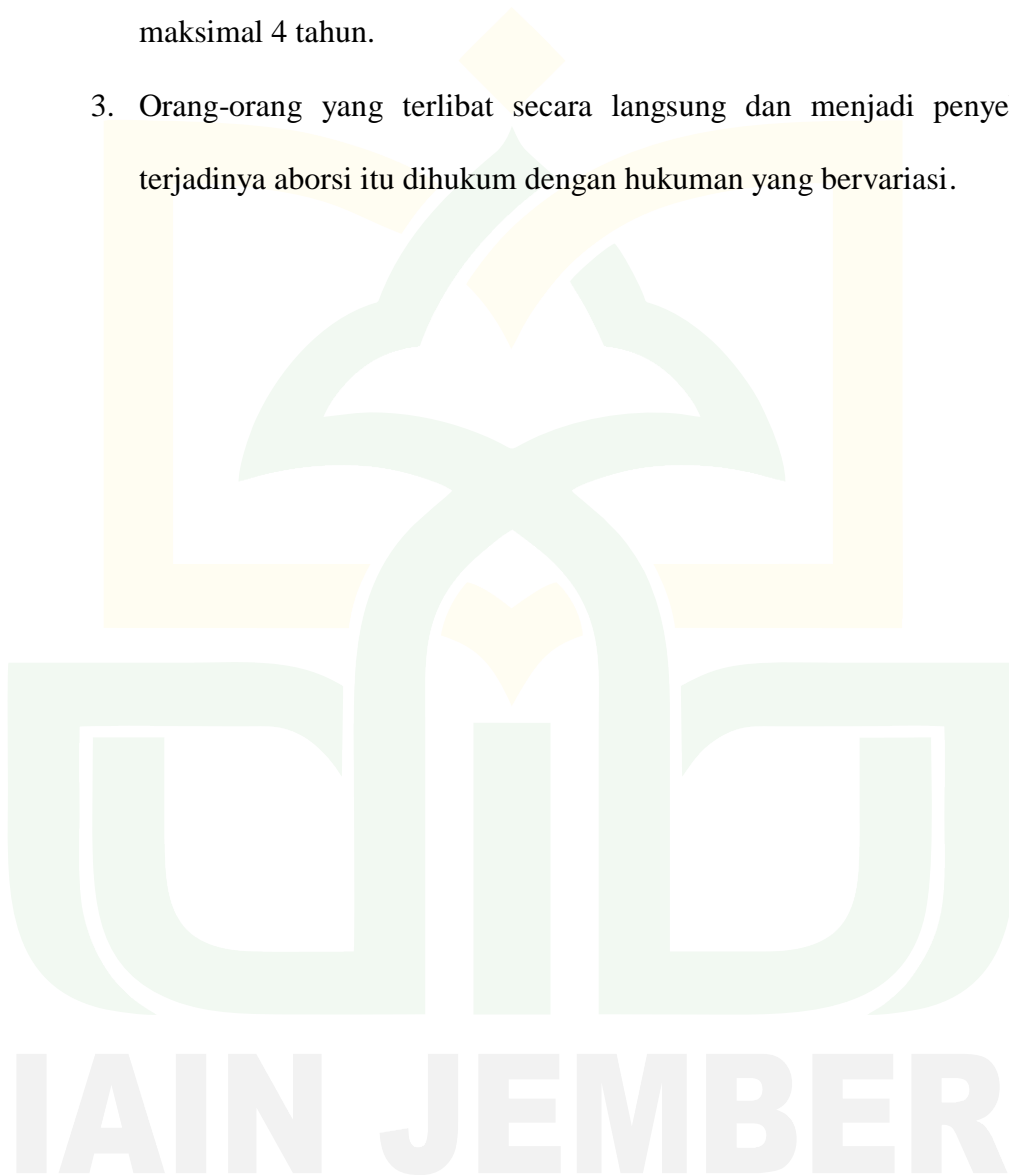 maksimal 4 tahun.
3. Orang-orang yang terlibat secara langsung dan menjadi penye
terjadinya aborsi itu dihukum dengan hukuman yang bervariasi.
IAIN JEMBER